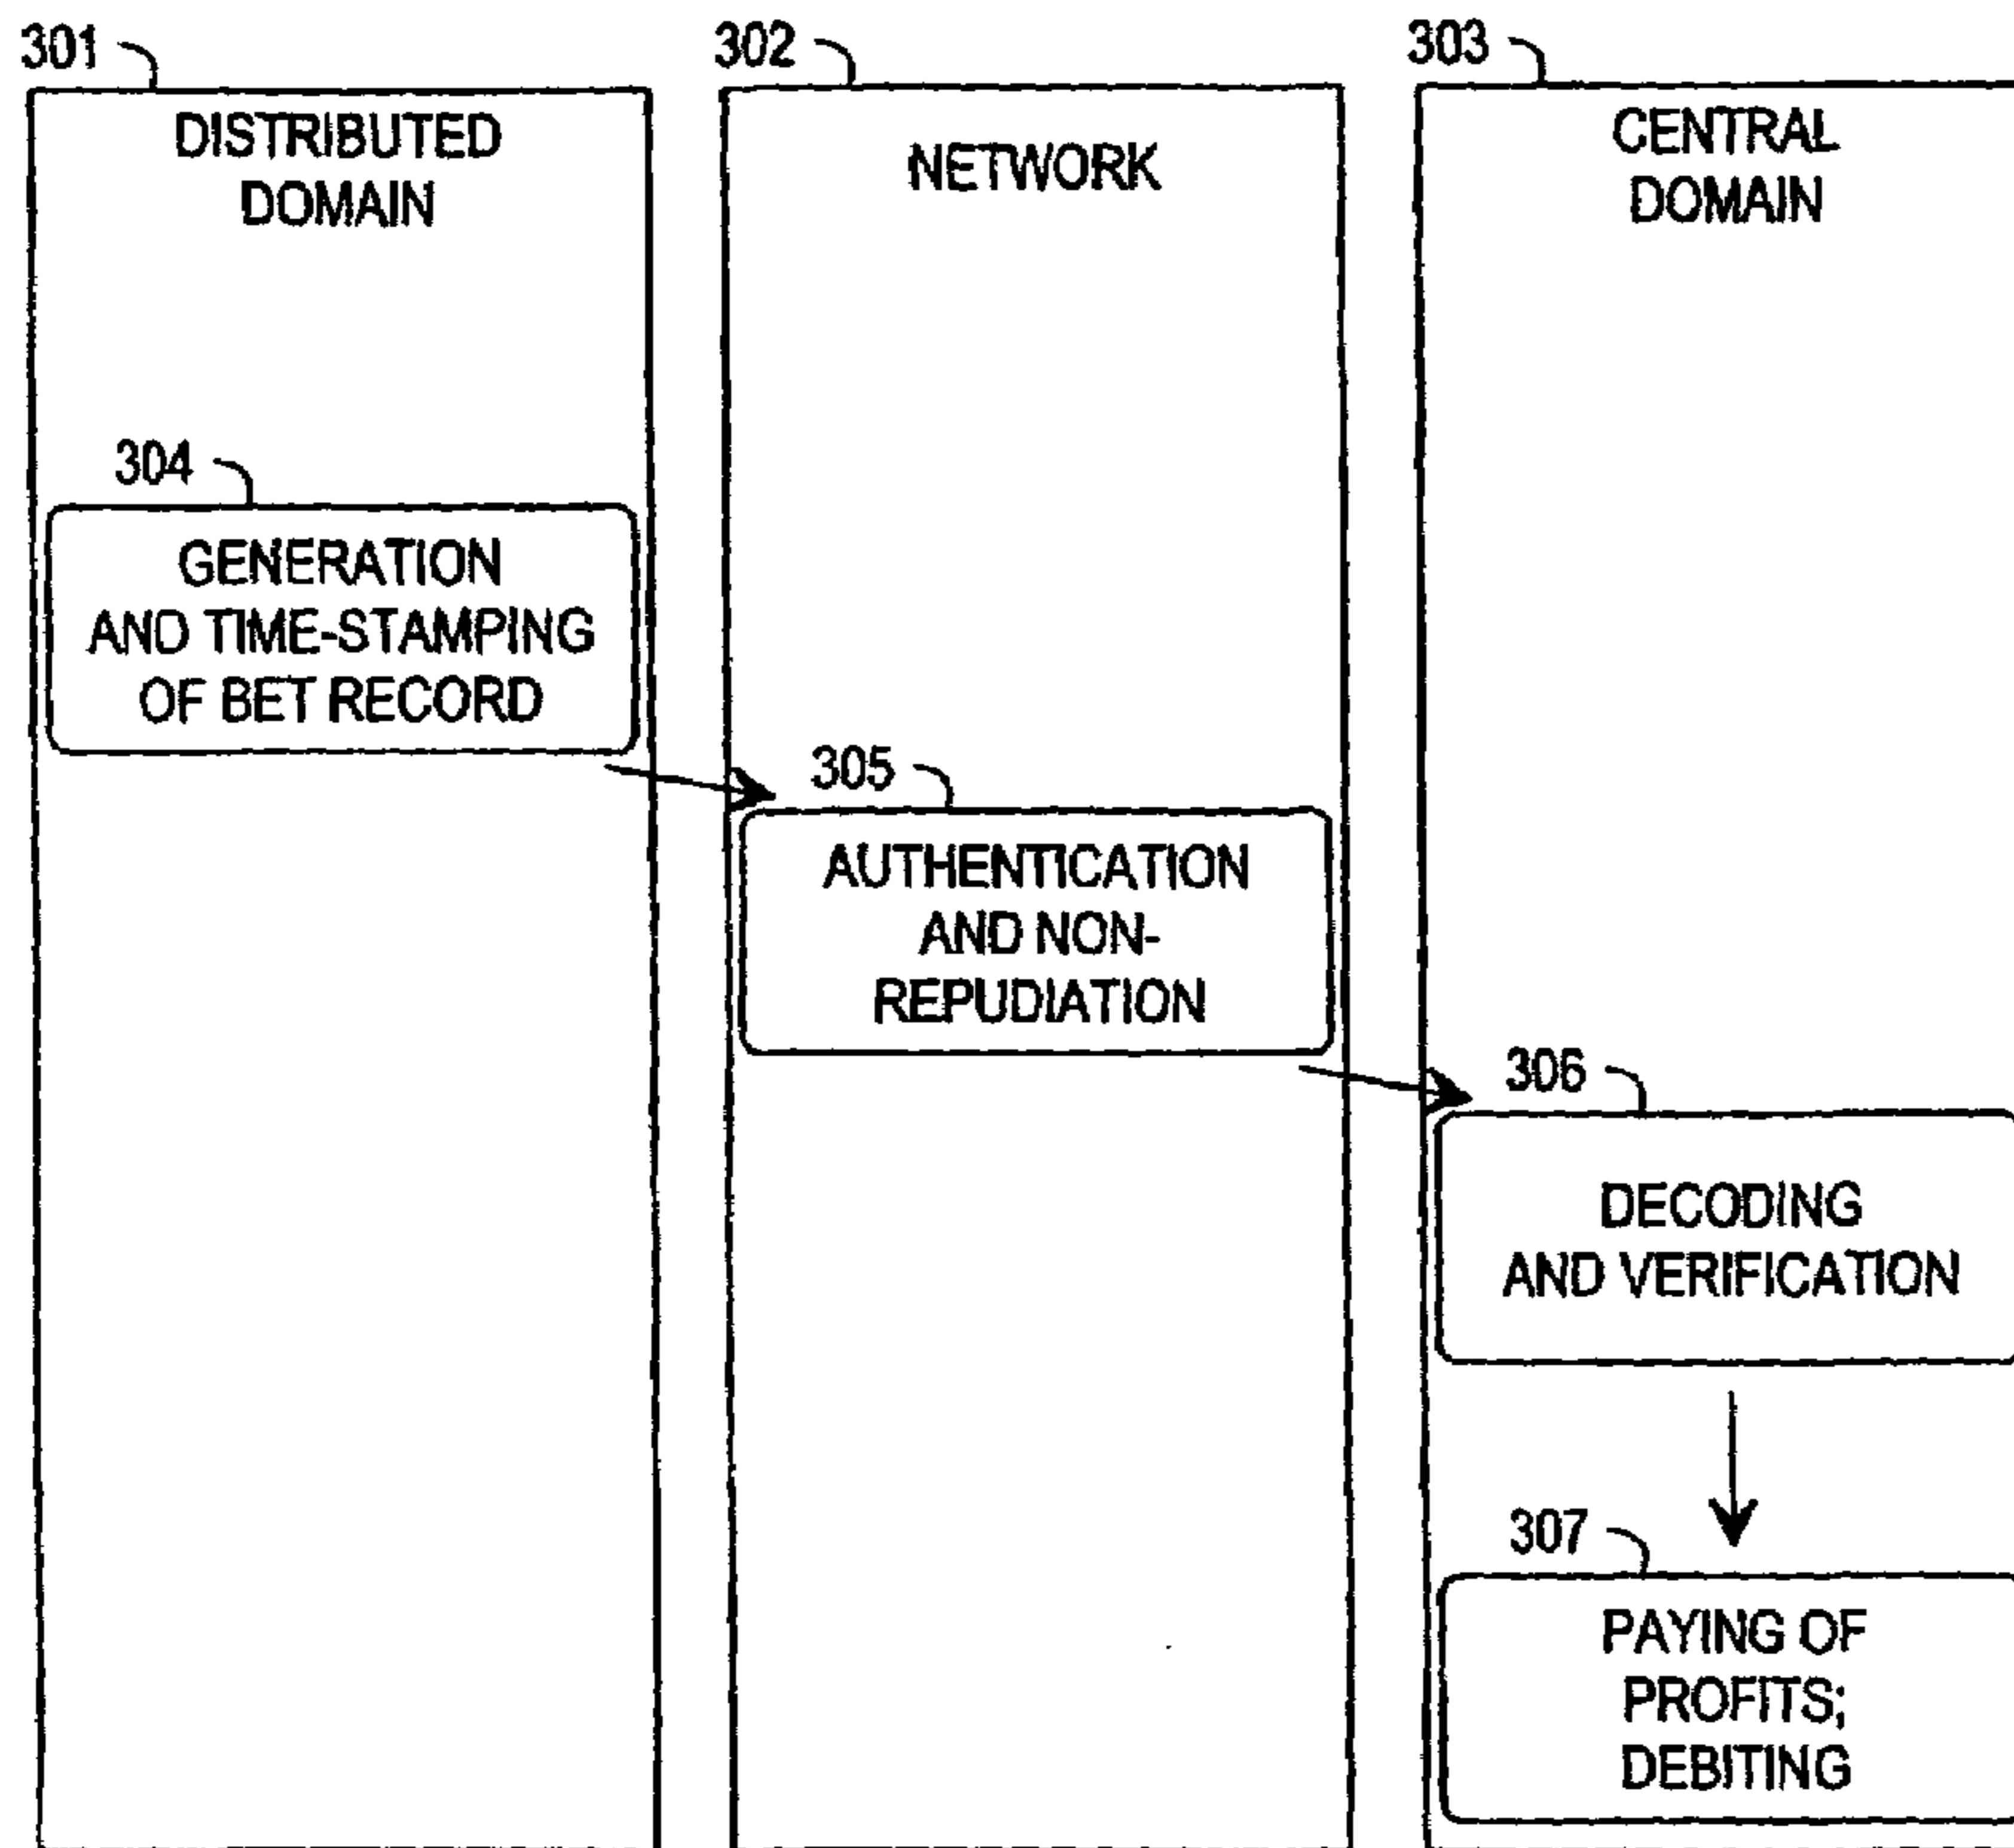 301
DISTRIBUTED
DOMAIN
302
NETWORK
303
CENTRAL
DOMAIN
304
GENERATION
AND TIME-STAMPING
OF BET RECORD
305
AUTHENTICATION
AND NON-
REPUDIATION
306
DECODING
AND VERIFICATION
307
PAYING OF
PROFITS;
DEBITING